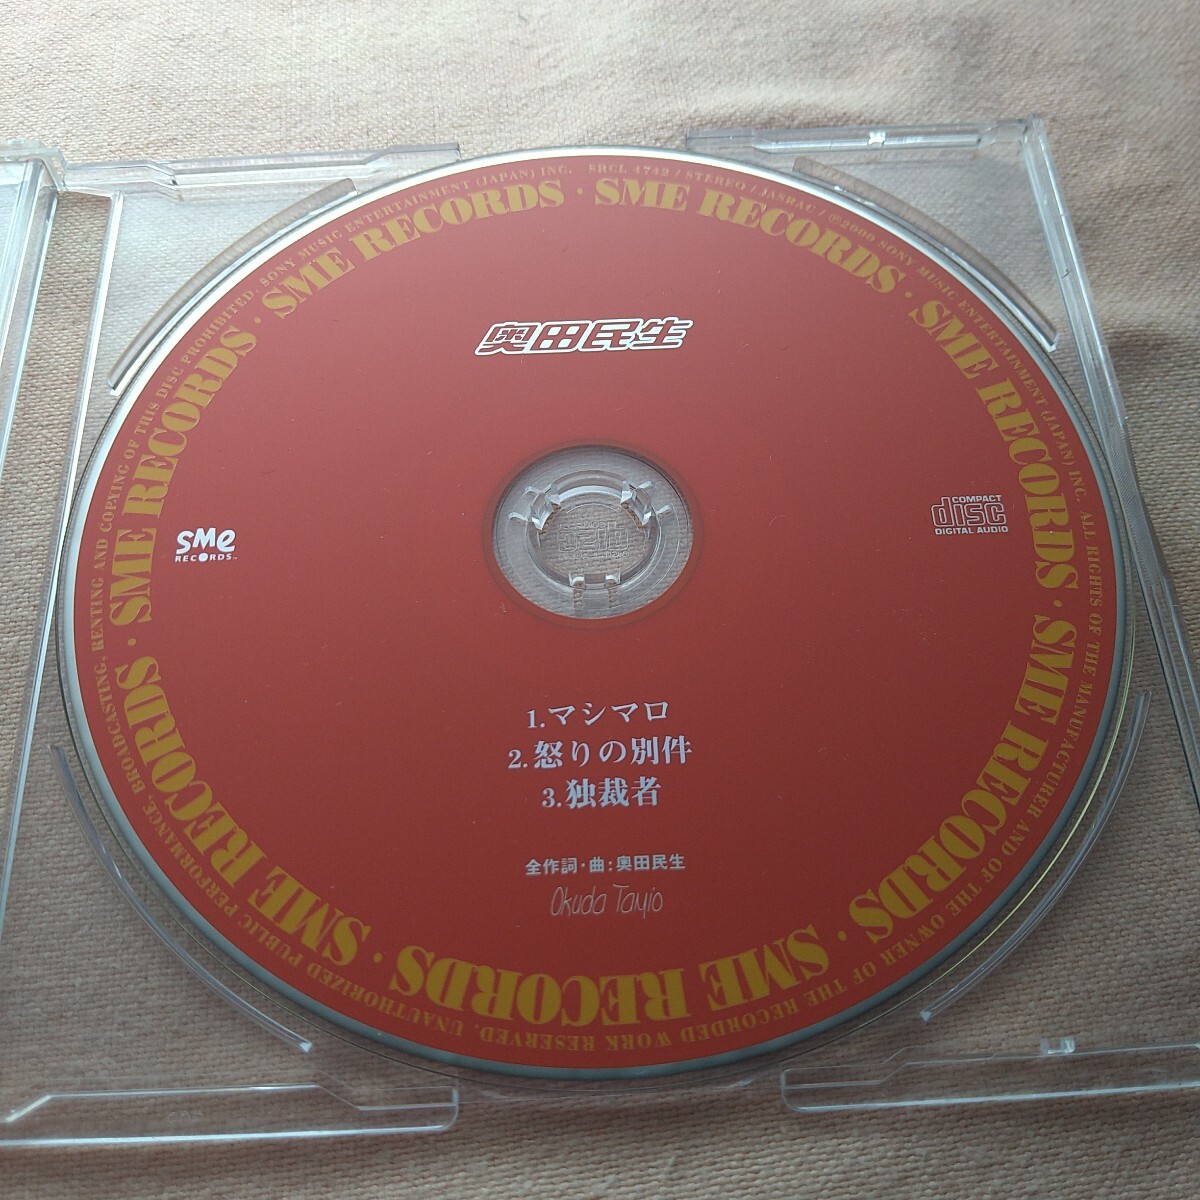 SME RECORDS · SME RECORDS · SME RECORDS · SME RECORDS · SME RECORDS · SME RECORDS · SME RECORDS · SME RECORDS
SRCL 4742 / STEREO / JASRAC / ℗2000 SONY MUSIC ENTERTAINMENT (JAPAN) INC. ALL RIGHTS OF THE MANUFACTURER AND OF THE OWNER OF THE RECORDED WORK RESERVED. UNAUTHORIZED PUBLIC PERFORMANCE, BROADCASTING, RENTING AND COPYING OF THIS DISC PROHIBITED. SONY MUSIC ENTERTAINMENT (JAPAN) INC.
奥田民生
SMe
RECORDS™
COMPACT
disc
DIGITAL AUDIO
1.マシマロ
2.怒りの別件
3.独裁者
全作詞・曲：奥田民生
Okuda Tamio